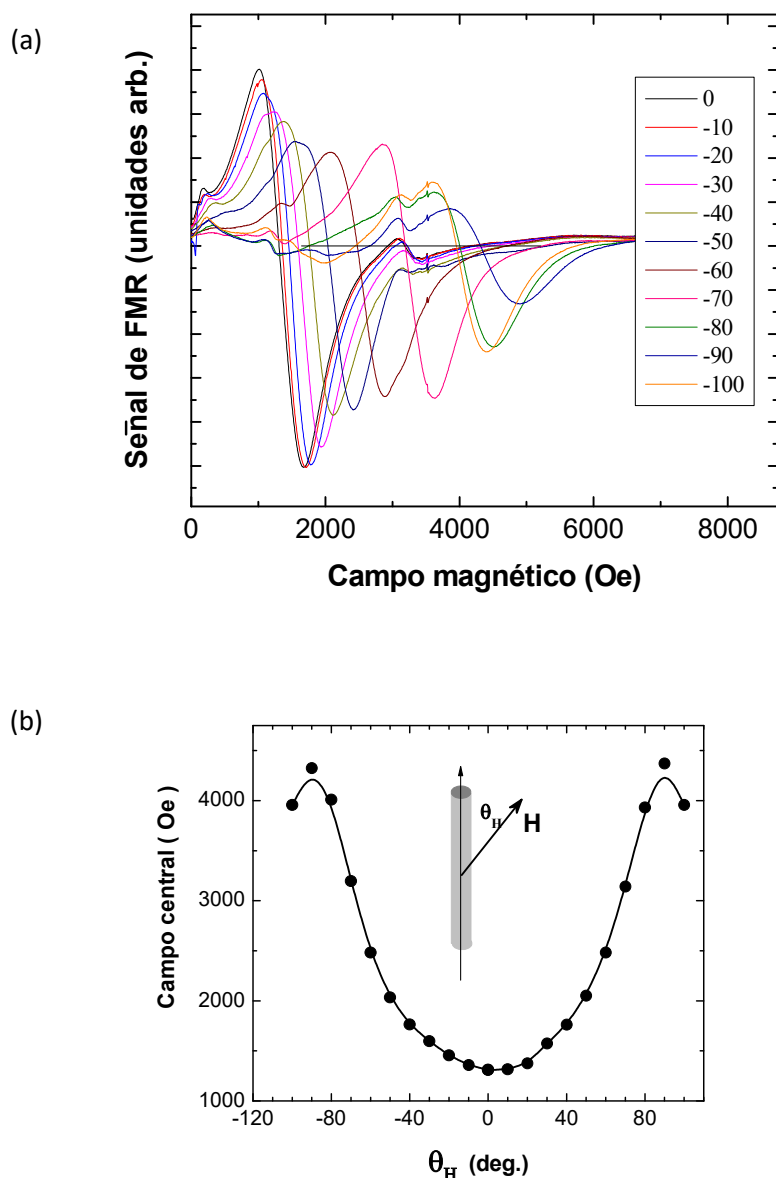 (a)
Señal de FMR (unidades arb.)
0
-10
-20
-30
-40
-50
-60
-70
-80
-90
-100
0 2000 4000 6000 8000
Campo magnético (Oe)
(b)
Campo central ( Oe )
4000
3000
2000
1000
θH
H
-120 -80 -40 0 40 80
θH (deg.)